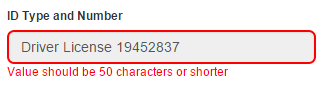 ID Type and Number
Driver License 19452837
Value should be 50 characters or shorter